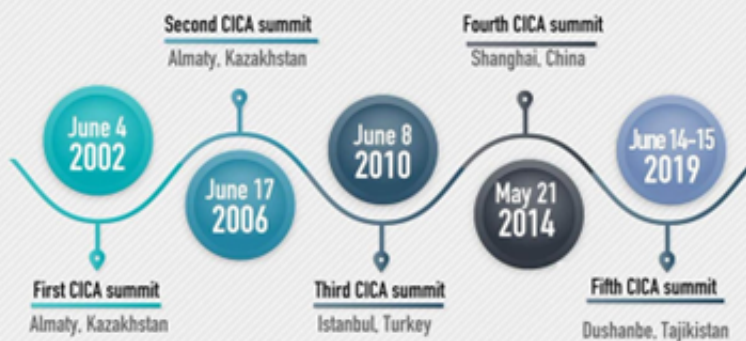 Second CICA summit
Almaty, Kazakhstan
Fourth CICA summit
Shanghai, China
June 4
2002
June 17
2006
June 8
2010
May 21
2014
June 14-15
2019
First CICA summit
Almaty, Kazakhstan
Third CICA summit
Istanbul, Turkey
Fifth CICA summit
Dushanbe, Tajikistan